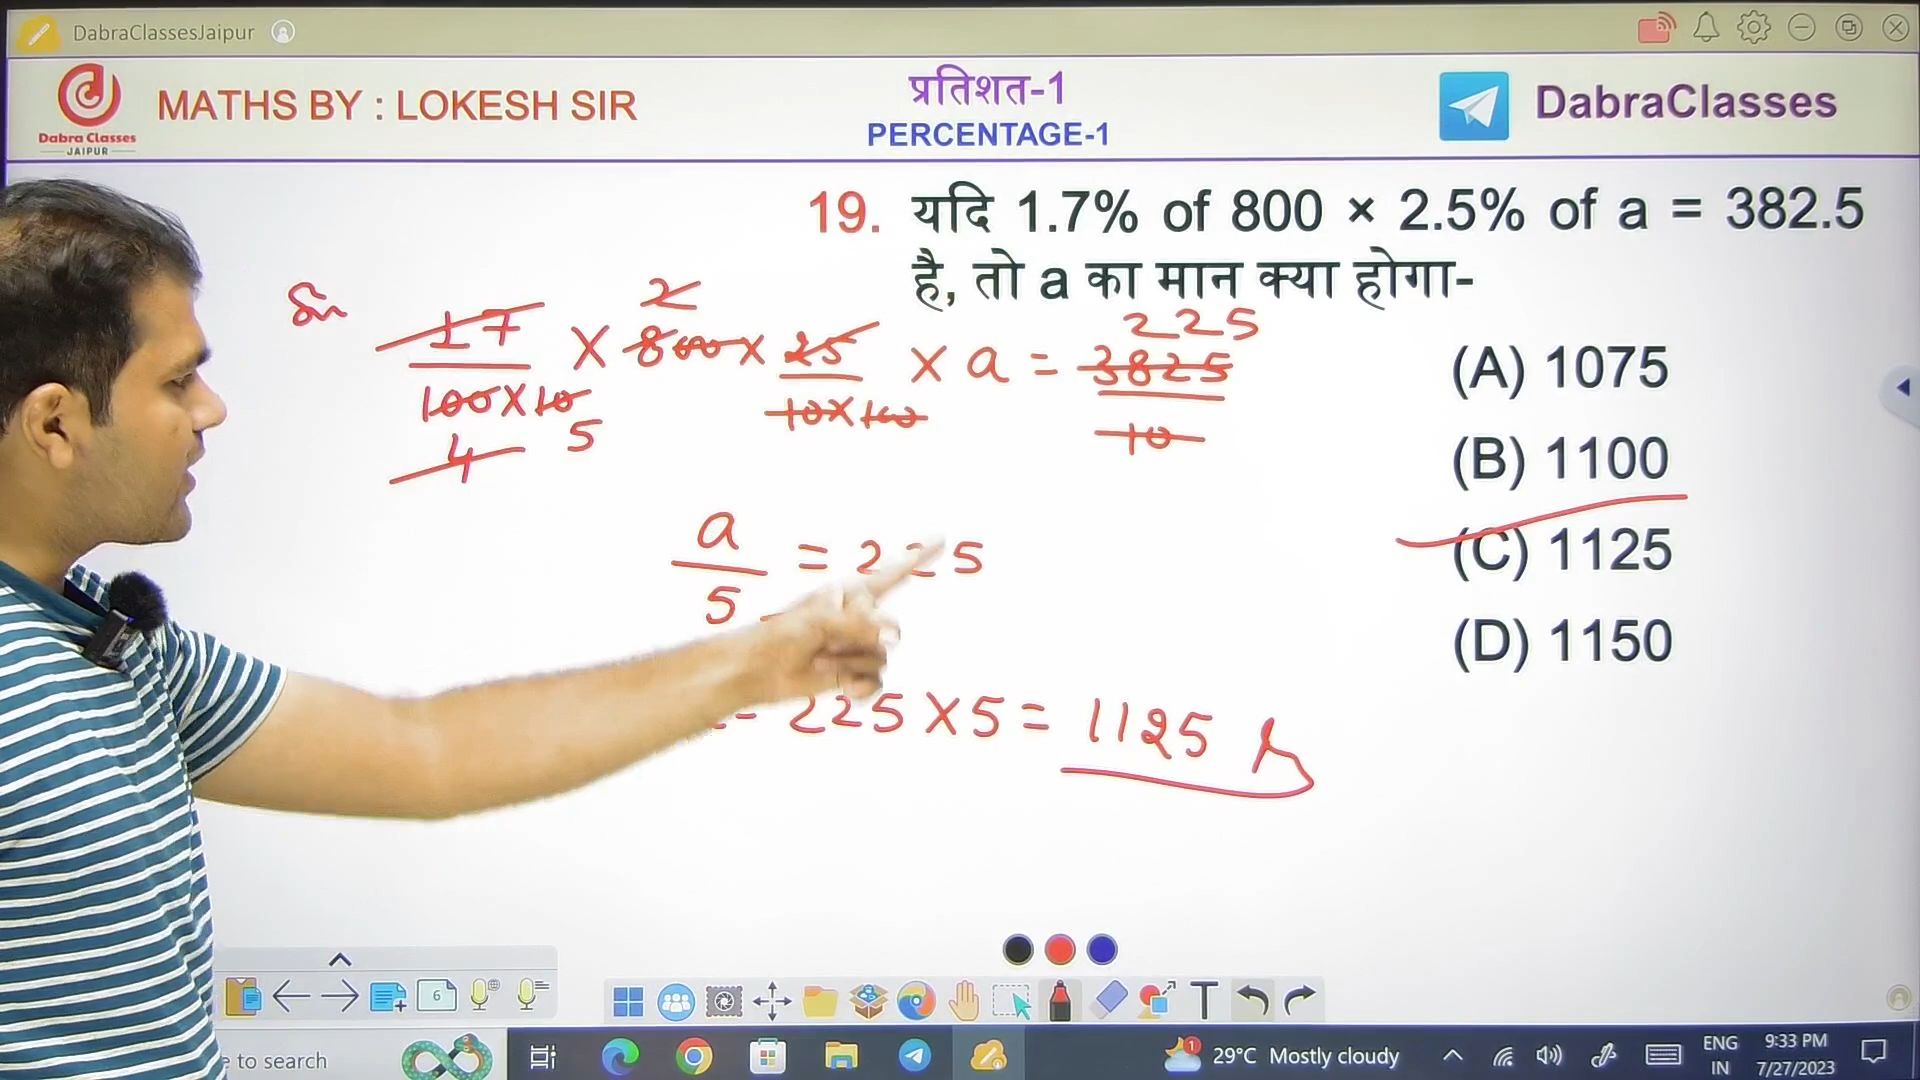 DabraClassesJaipur
Dabra Classes
JAIPUR
MATHS BY : LOKESH SIR
प्रतिशत-1
PERCENTAGE-1
DabraClasses
19. यदि 1.7% of 800 × 2.5% of a = 382.5
है, तो a का मान क्या होगा-
(A) 1075
(B) 1100
(C) 1125
(D) 1150
2 225
17 × 800 × 25 × a = 3825
100×10 10×100 10
4 5
a
= 225
5
225 × 5 = 1125
6
e to search
1
29°C Mostly cloudy
ENG
IN
9:33 PM
7/27/2023